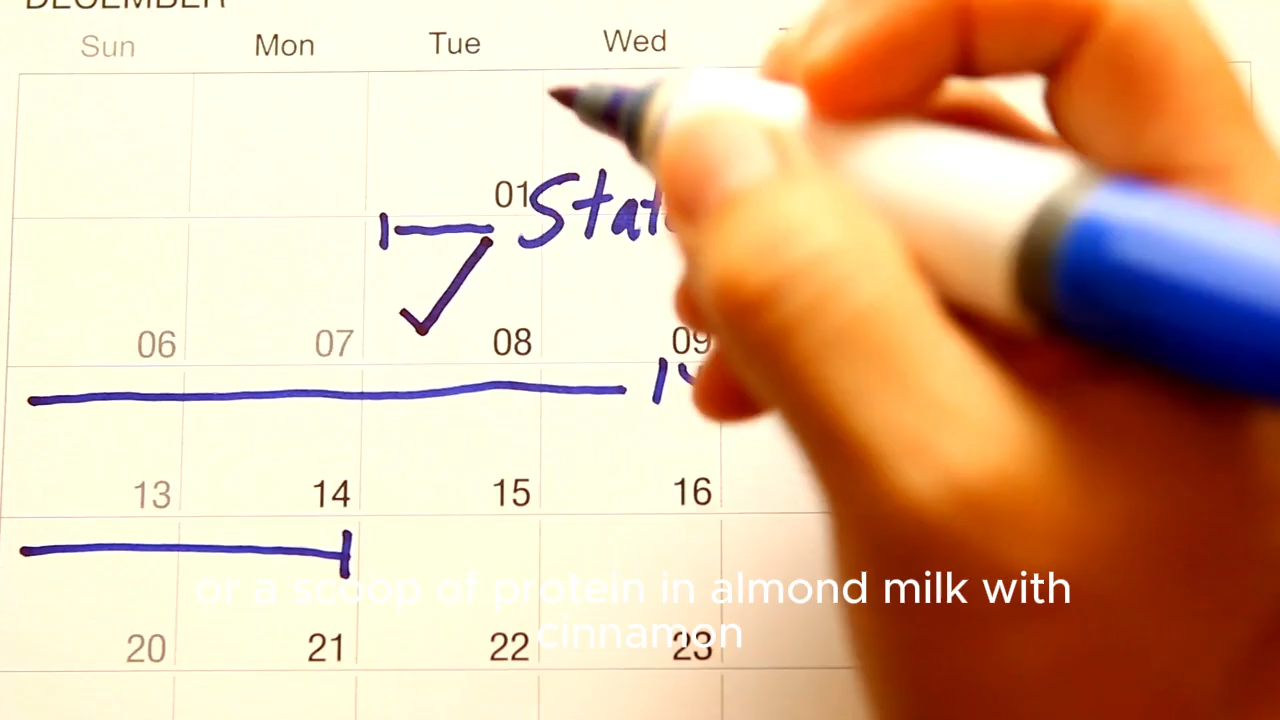 DECEMBER
Sun Mon Tue Wed
01 Stat
06 07 08 09
14
13 14 15 16
or a scoop of protein in almond milk with
cinnamon
20 21 22 23